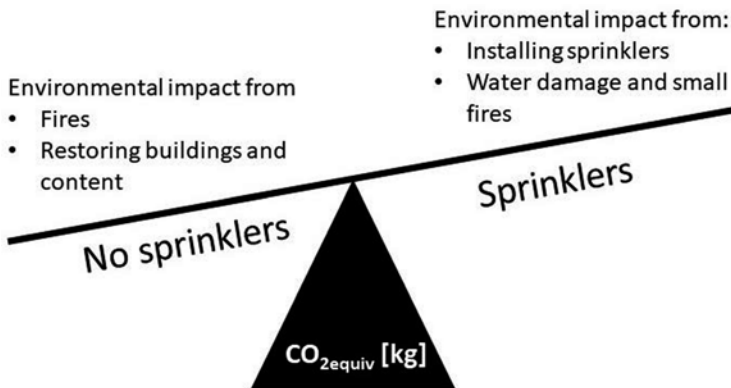 Environmental impact from:
• Installing sprinklers
• Water damage and small
fires
Environmental impact from
• Fires
• Restoring buildings and
content
Sprinklers
No sprinklers
CO2equiv [kg]